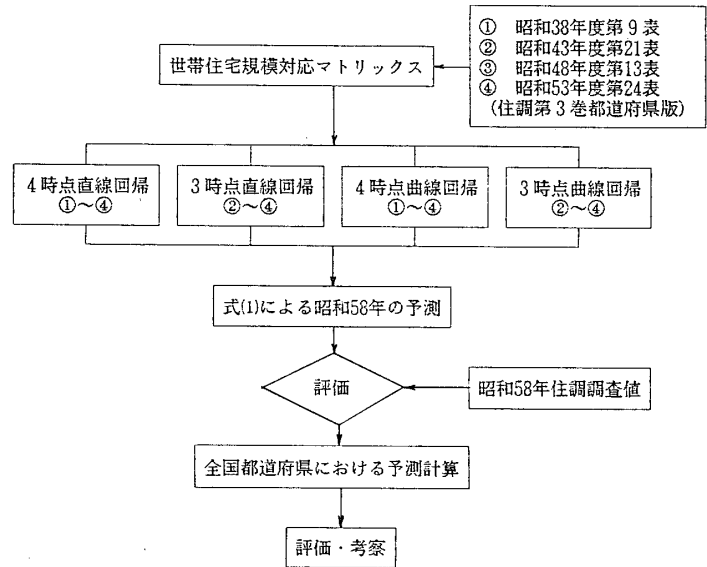 ① 昭和38年度第9表
② 昭和43年度第21表
③ 昭和48年度第13表
④ 昭和53年度第24表
(住調第3巻都道府県版)
世帯住宅規模対応マトリックス
4時点直線回帰
①～④
3時点直線回帰
②～④
4時点曲線回帰
①～④
3時点曲線回帰
②～④
式(1)による昭和58年の予測
評価
昭和58年住調調査値
全国都道府県における予測計算
評価・考察